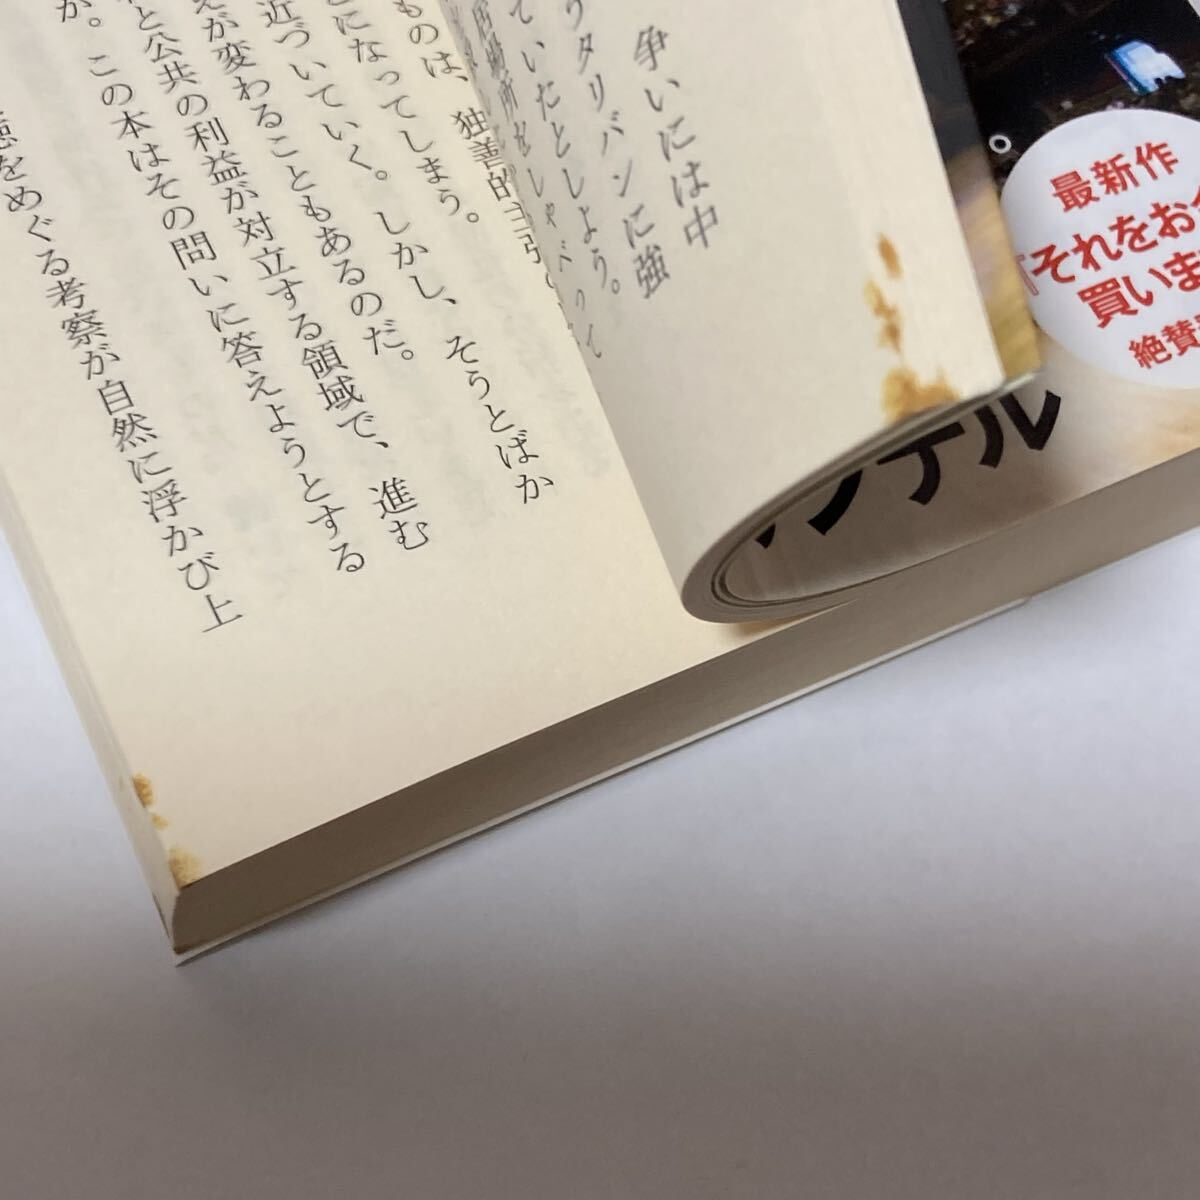 最新作
『それをお
買いま
絶賛
ンデル
争いには中
うタリバンに強
ていたとしよう。
ものは、独善的
とになってしまう。
近づいていく。しかし、そうとばか
えが変わることもあるのだ。
と公共の利益が対立する領域で、進む
か。この本はその問いに答えようとする
をめぐる考察が自然に浮かび上